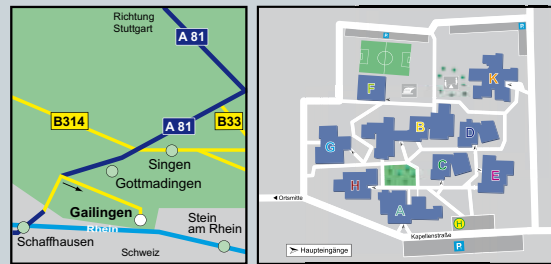 Richtung
Stuttgart
A 81
B314
A 81
B33
Singen
Gottmadingen
Gailingen
Rhein
Stein
am Rhein
Schaffhausen
Schweiz
P
P
K
F
B
D
G
C
E
H
A
Ortsmitte
H
Kapellenstraße
P
Haupteingänge